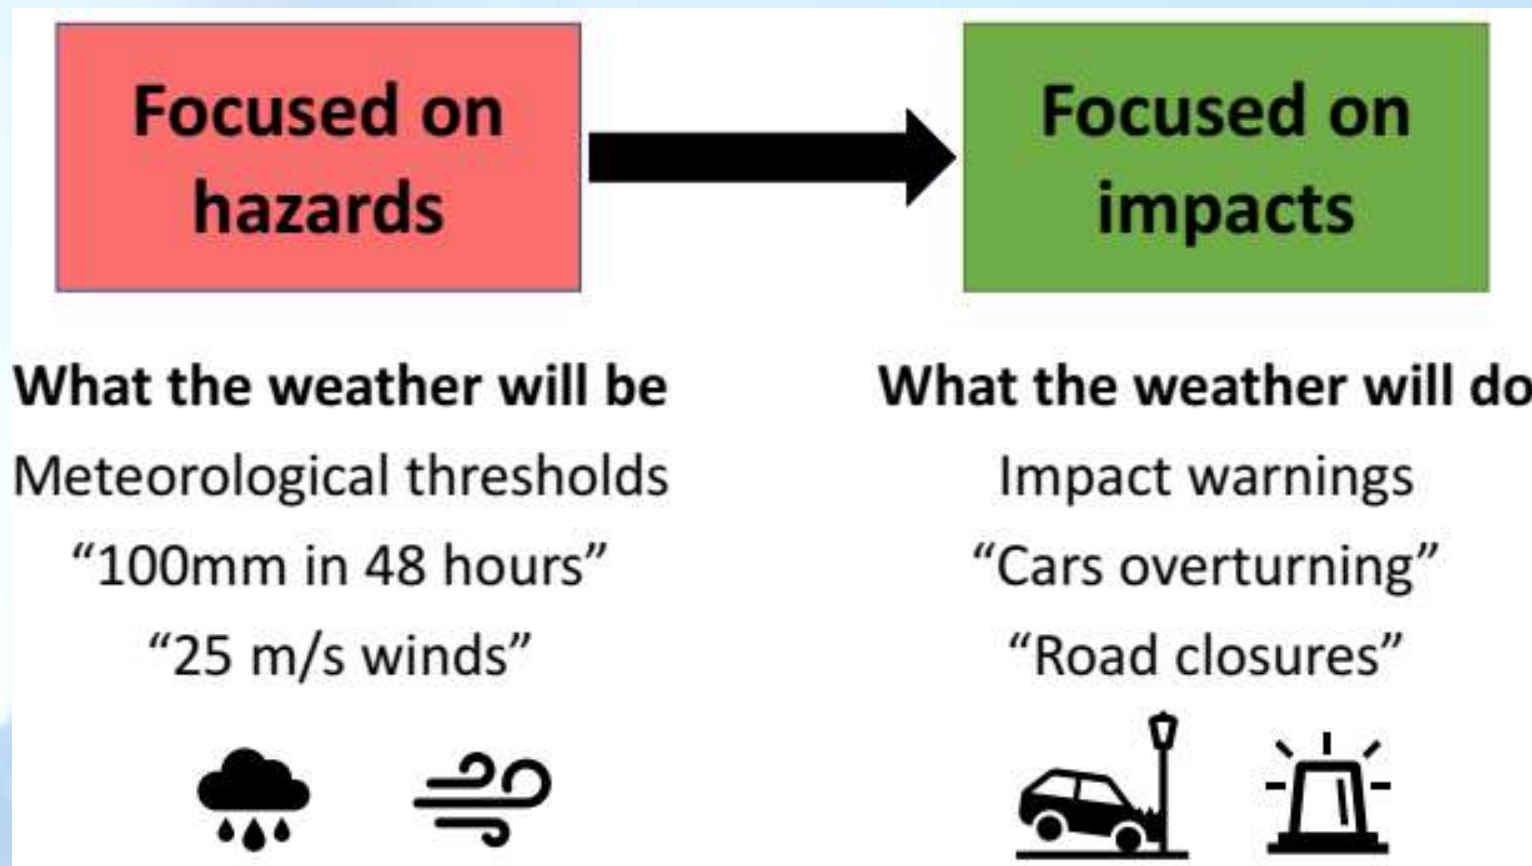 Focused on
hazards
Focused on
impacts
What the weather will be
Meteorological thresholds
“100mm in 48 hours”
“25 m/s winds”
What the weather will do
Impact warnings
“Cars overturning”
“Road closures”